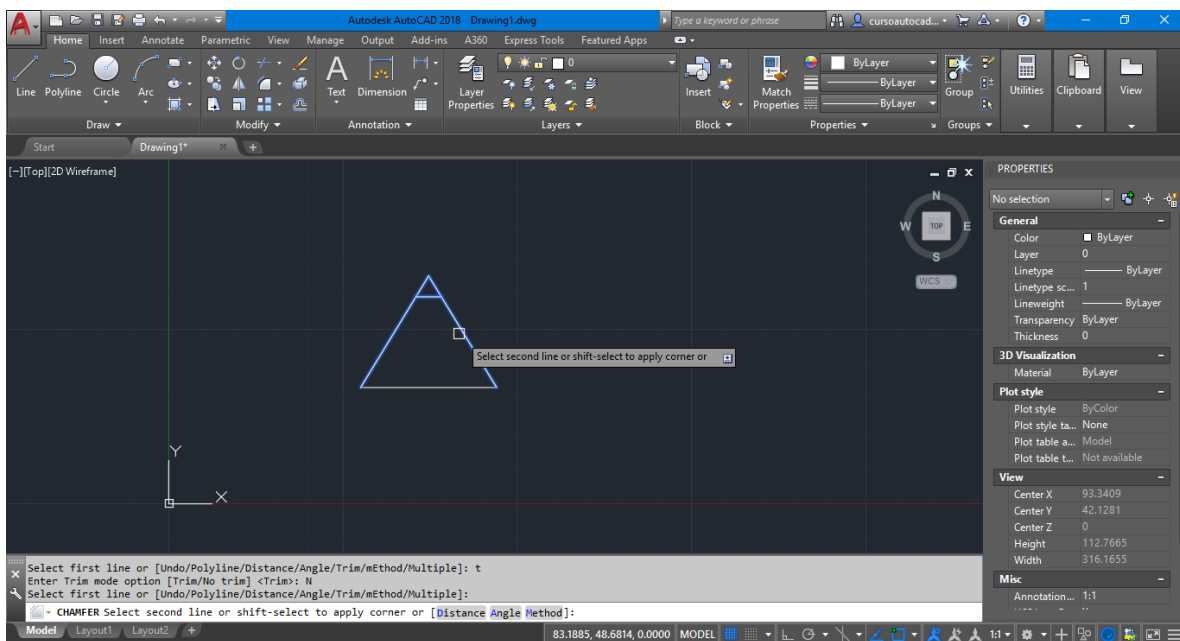 Autodesk AutoCAD 2018 Drawing1.dwg
Type a keyword or phrase
cursoautocad...
Home Insert Annotate Parametric View Manage Output Add-ins A360 Express Tools Featured Apps
0
ByLayer
ByLayer
ByLayer
Line Polyline Circle Arc
Text Dimension
Layer Properties
Insert
Match Properties
Group
Utilities Clipboard View
Draw Modify Annotation Layers Block Properties Groups
Start Drawing1*
[−][Top][2D Wireframe]
N
W TOP E
S
WCS
Select second line or shift-select to apply corner or
Y
X
PROPERTIES
No selection
General
Color ByLayer
Layer 0
Linetype ByLayer
Linetype sc... 1
Lineweight ByLayer
Transparency ByLayer
Thickness 0
3D Visualization
Material ByLayer
Plot style
Plot style ByColor
Plot style ta... None
Plot table a... Model
Plot table t... Not available
View
Center X 93.3409
Center Y 42.1281
Center Z 0
Height 112.7665
Width 316.1655
Misc
Annotation... 1:1
Select first line or [Undo/Polyline/Distance/Angle/Trim/mEthod/Multiple]: t
Enter Trim mode option [Trim/No trim] <Trim>: N
Select first line or [Undo/Polyline/Distance/Angle/Trim/mEthod/Multiple]:
CHAMFER Select second line or shift-select to apply corner or [Distance Angle Method]:
Model Layout1 Layout2 +
83.1885, 48.6814, 0.0000 MODEL 1:1